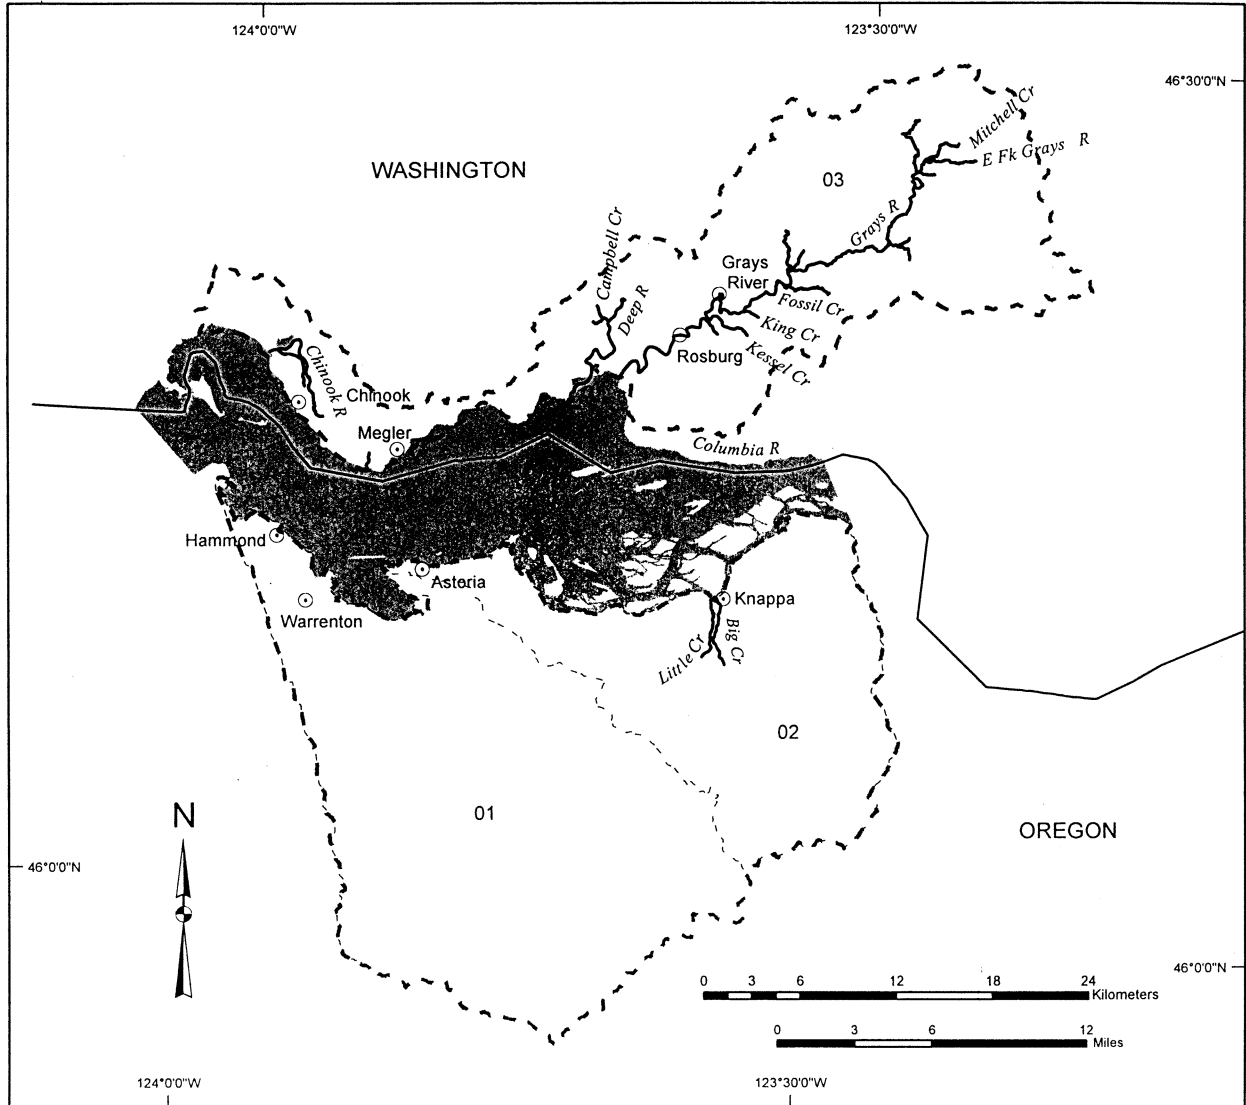 124°0'0"W
123°30'0"W
46°30'0"N
Mitchell Cr
E Fk Grays R
WASHINGTON
03
Grays R
Campbell Cr
Deep R
Grays
River
Fossil Cr
King Cr
Kessel Cr
Rosburg
Chinook R
Chinook
Megler
Columbia R
Hammond
Astoria
Warrenton
Knappa
Big Cr
Little Cr
02
01
OREGON
N
46°0'0"N
46°0'0"N
0 3 6 12 18 24
Kilometers
0 3 6 12
Miles
124°0'0"W
123°30'0"W